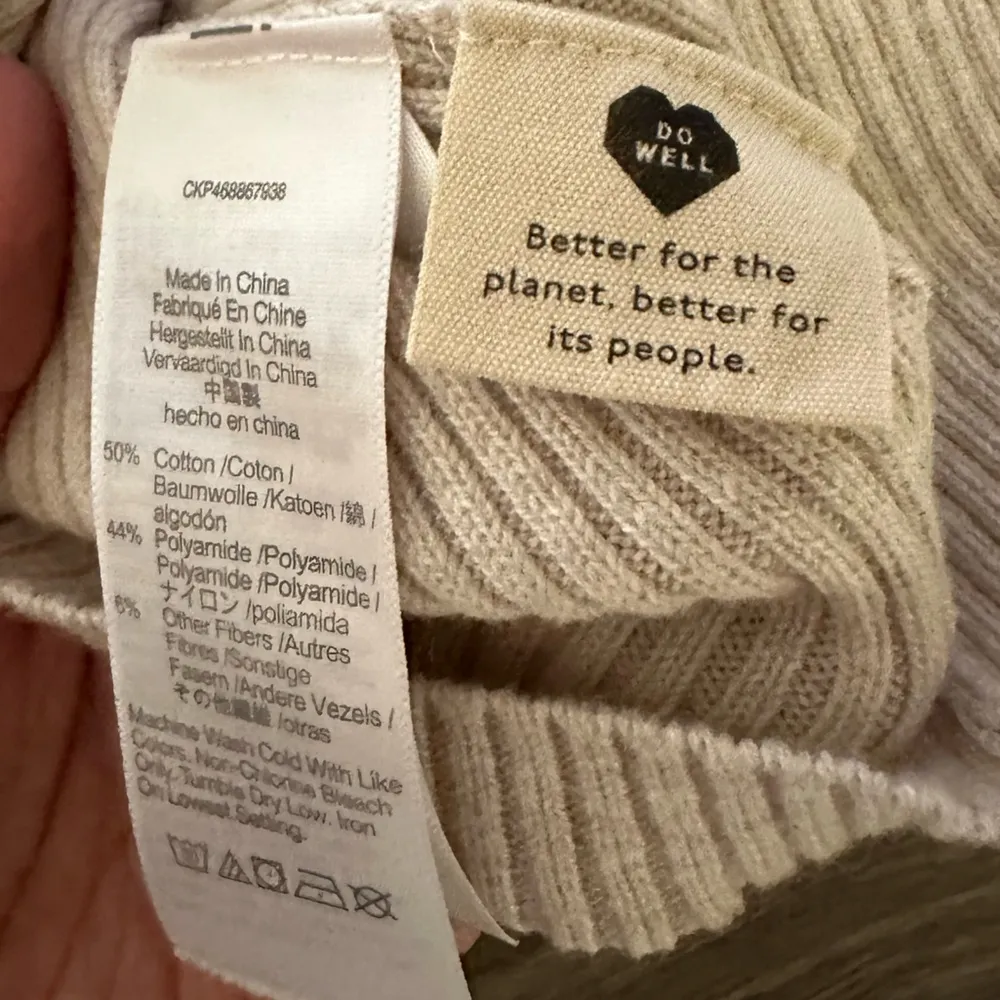 CKP468867938
Made In China
Fabriqué En Chine
Hergestellt In China
Vervaardigd In China
中国製
hecho en china
50% Cotton /Coton /
Baumwolle /Katoen /綿 /
algodón
44% Polyamide /Polyamide /
Polyamide /Polyamide /
ナイロン /poliamida
6% Other Fibers /Autres
Fibres /Sonstige
Fasern /Andere Vezels /
その他繊維 /otras
Machine Wash Cold With Like
Colors. Non-Chlorine Bleach
Only. Tumble Dry Low. Iron
On Lowest Setting.
DO
WELL
Better for the
planet, better for
its people.